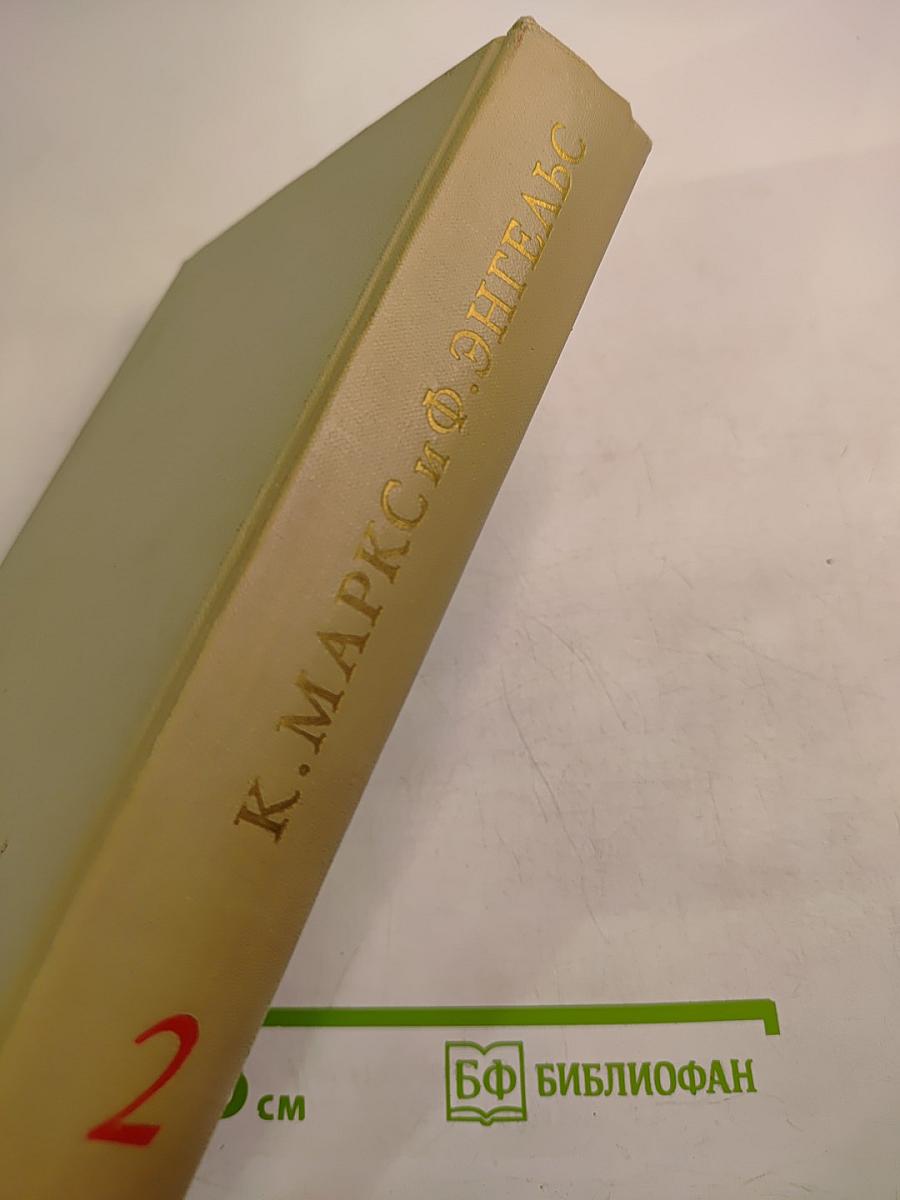 К. МАРКС и Ф. ЭНГЕЛЬС
2
см
БФ БИБЛИОФАН